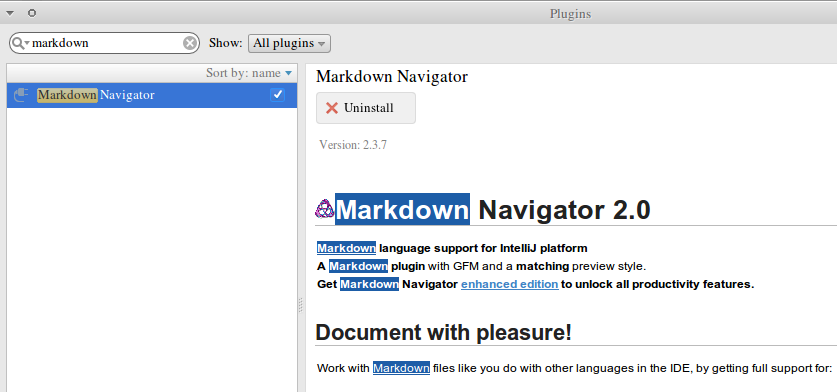 Plugins
markdown
Show: All plugins
Sort by: name
Markdown Navigator
Markdown Navigator
Uninstall
Version: 2.3.7
Markdown Navigator 2.0
Markdown language support for IntelliJ platform
A Markdown plugin with GFM and a matching preview style.
Get Markdown Navigator enhanced edition to unlock all productivity features.
Document with pleasure!
Work with Markdown files like you do with other languages in the IDE, by getting full support for: